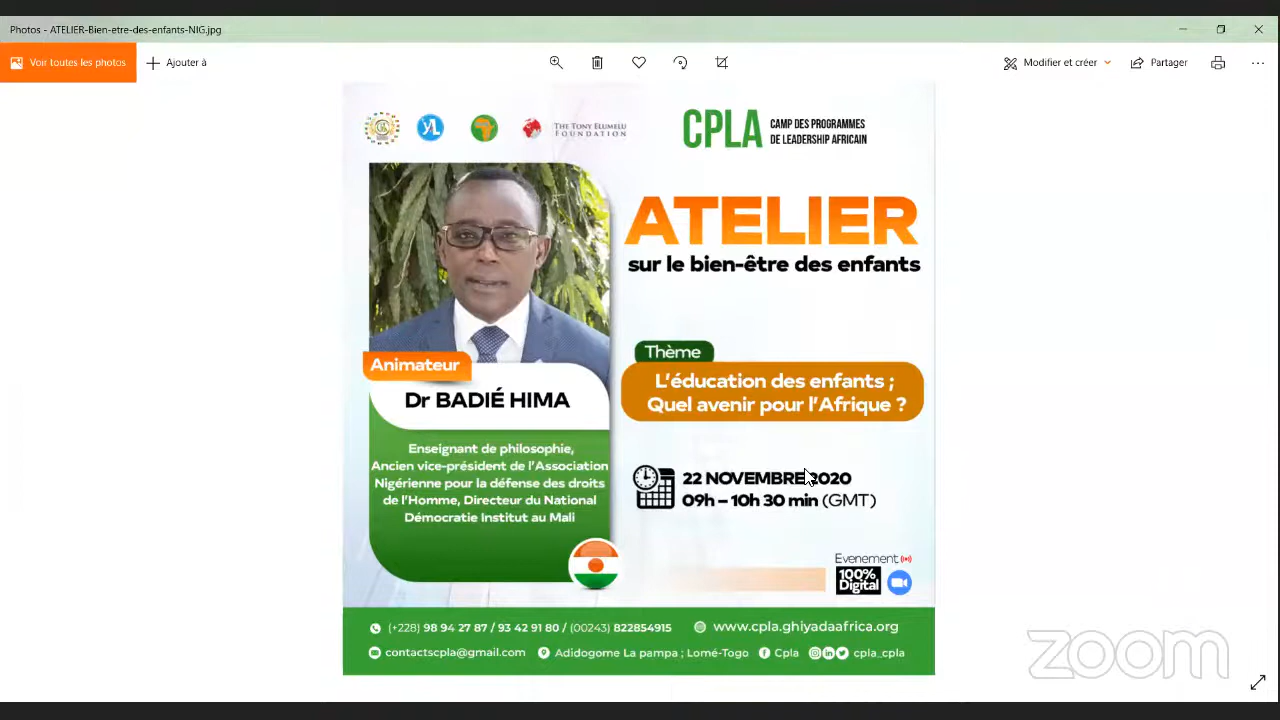 Photos - ATELIER-Bien-etre-des-enfants-NIG.jpg
Voir toutes les photos
Ajouter à
Modifier et créer
Partager
YL
THE TONY ELUMELU
FOUNDATION
CPLA
CAMP DES PROGRAMMES
DE LEADERSHIP AFRICAIN
ATELIER
sur le bien-être des enfants
Animateur
Dr BADIÉ HIMA
Enseignant de philosophie,
Ancien vice-président de l'Association
Nigérienne pour la défense des droits
de l'Homme, Directeur du National
Démocratie Institut au Mali
Thème
L'éducation des enfants ;
Quel avenir pour l'Afrique ?
22 NOVEMBRE 2020
09h – 10h 30 min (GMT)
Evenement
100%
Digital
(+228) 98 94 27 87 / 93 42 91 80 / (00243) 822854915
www.cpla.ghiyadaafrica.org
contactscpla@gmail.com
Adidogome La pampa ; Lomé-Togo
Cpla
cpla_cpla
zoom